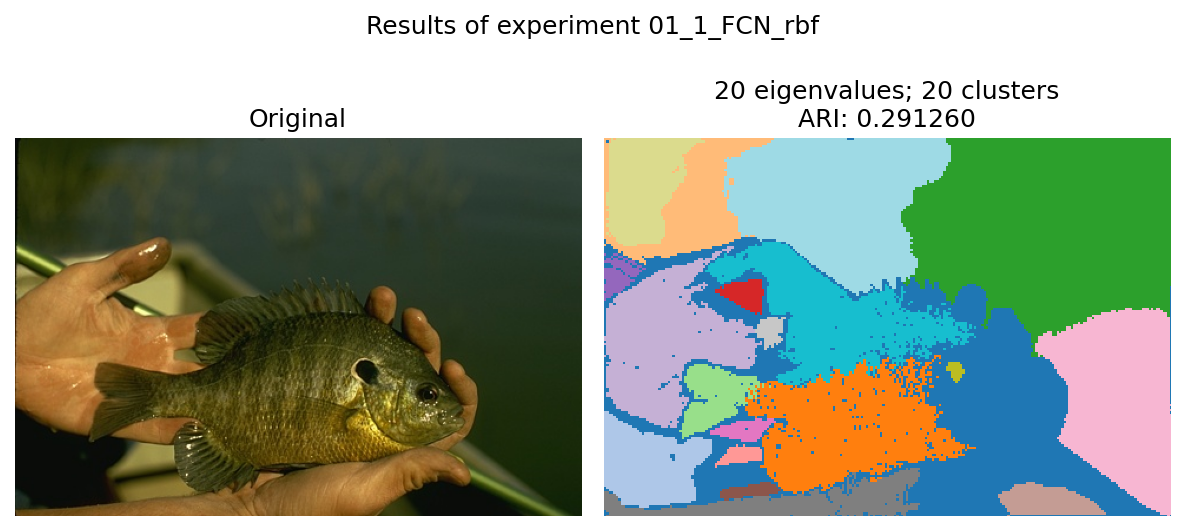 Results of experiment 01_1_FCN_rbf
Original
20 eigenvalues; 20 clusters
ARI: 0.291260